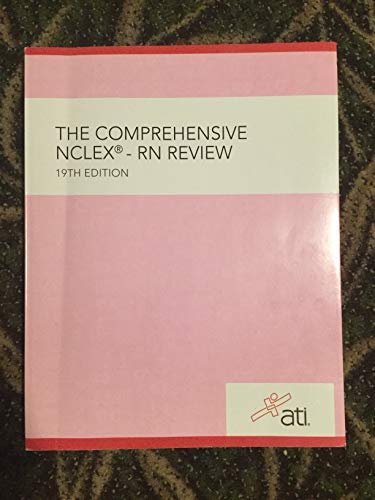 THE COMPREHENSIVE
NCLEX® - RN REVIEW
19TH EDITION
ati®